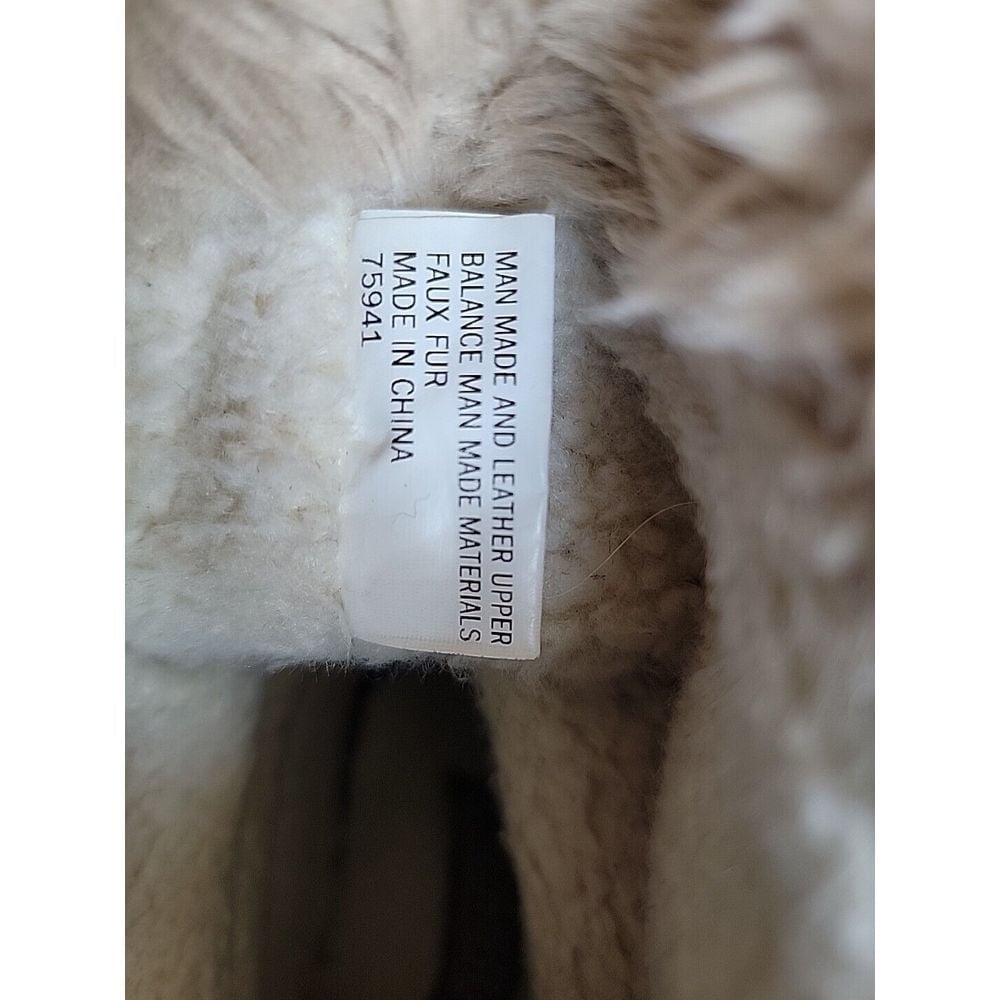 MAN MADE AND LEATHER UPPER
BALANCE MAN MADE MATERIALS
FAUX FUR
MADE IN CHINA
75941